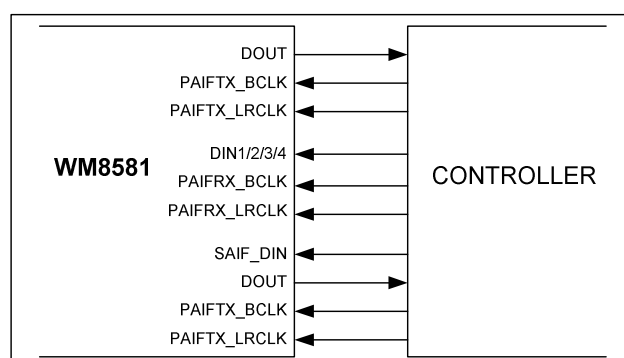 DOUT
PAIFTX_BCLK
PAIFTX_LRCLK
DIN1/2/3/4
WM8581
PAIFRX_BCLK
CONTROLLER
PAIFRX_LRCLK
SAIF_DIN
DOUT
PAIFTX_BCLK
PAIFTX_LRCLK